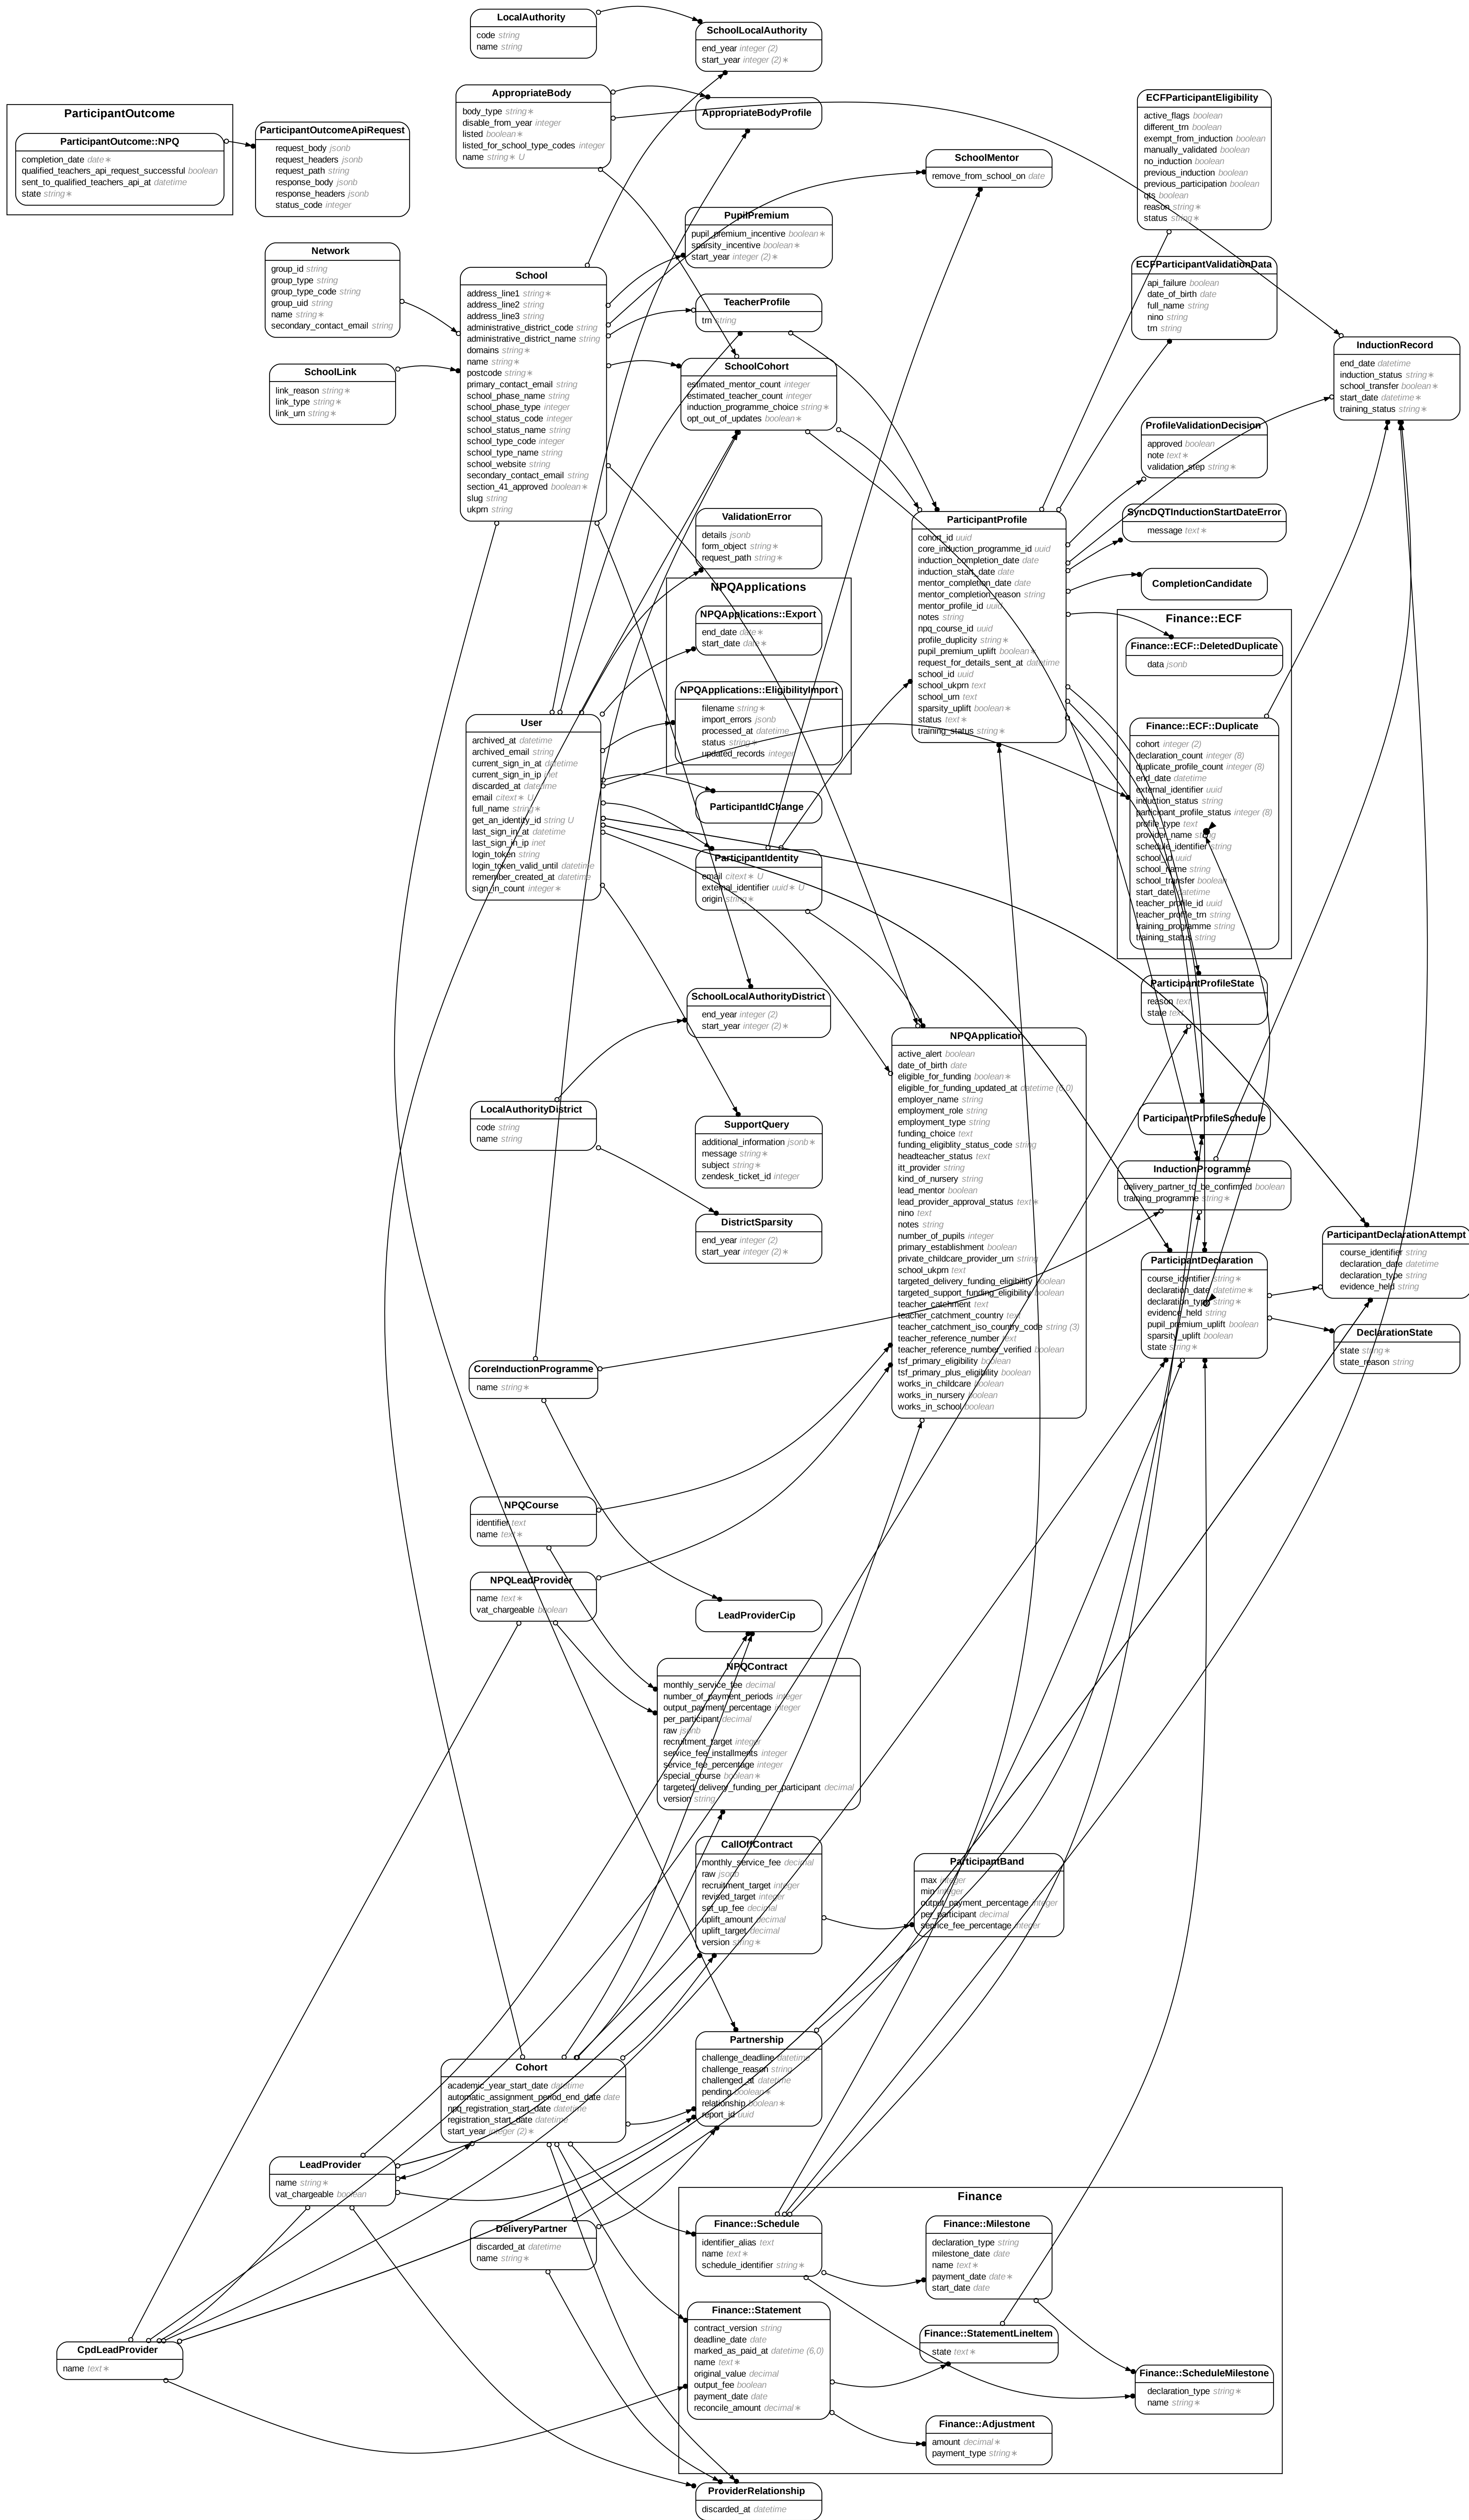 LocalAuthority
code string
name string
SchoolLocalAuthority
end_year integer (2)
start_year integer (2)∗
AppropriateBody
body_type string∗
disable_from_year integer
listed boolean∗
listed_for_school_type_codes integer
name string∗ U
AppropriateBodyProfile
ECFParticipantEligibility
active_flags boolean
different_trn boolean
exempt_from_induction boolean
manually_validated boolean
no_induction boolean
previous_induction boolean
previous_participation boolean
qts boolean
reason string∗
status string∗
ParticipantOutcome
ParticipantOutcome::NPQ
completion_date date∗
qualified_teachers_api_request_successful boolean
sent_to_qualified_teachers_api_at datetime
state string∗
ParticipantOutcomeApiRequest
request_body jsonb
request_headers jsonb
request_path string
response_body jsonb
response_headers jsonb
status_code integer
SchoolMentor
remove_from_school_on date
PupilPremium
pupil_premium_incentive boolean∗
sparsity_incentive boolean∗
start_year integer (2)∗
Network
group_id string
group_type string
group_type_code string
group_uid string
name string∗
secondary_contact_email string
School
address_line1 string∗
address_line2 string
address_line3 string
administrative_district_code string
administrative_district_name string
domains string∗
name string∗
postcode string∗
primary_contact_email string
school_phase_name string
school_phase_type integer
school_status_code integer
school_status_name string
school_type_code integer
school_type_name string
school_website string
secondary_contact_email string
section_41_approved boolean∗
slug string
ukprn string
ECFParticipantValidationData
api_failure boolean
date_of_birth date
full_name string
nino string
trn string
TeacherProfile
trn string
InductionRecord
end_date datetime
induction_status string∗
school_transfer boolean∗
start_date datetime∗
training_status string∗
SchoolLink
link_reason string∗
link_type string∗
link_urn string∗
SchoolCohort
estimated_mentor_count integer
estimated_teacher_count integer
induction_programme_choice string∗
opt_out_of_updates boolean∗
ProfileValidationDecision
approved boolean
note text∗
validation_step string∗
ValidationError
details jsonb
form_object string∗
request_path string∗
ParticipantProfile
cohort_id uuid
core_induction_programme_id uuid
induction_completion_date date
induction_start_date date
mentor_completion_date date
mentor_completion_reason string
mentor_profile_id uuid
notes string
npq_course_id uuid
profile_duplicity string∗
pupil_premium_uplift boolean∗
request_for_details_sent_at datetime
school_id uuid
school_ukprn text
school_urn text
sparsity_uplift boolean∗
status text∗
training_status string∗
SyncDQTInductionStartDateError
message text∗
CompletionCandidate
NPQApplications
NPQApplications::Export
end_date date∗
start_date date∗
NPQApplications::EligibilityImport
filename string∗
import_errors jsonb
processed_at datetime
status string∗
updated_records integer
Finance::ECF
Finance::ECF::DeletedDuplicate
data jsonb
Finance::ECF::Duplicate
cohort integer (2)
declaration_count integer (8)
duplicate_profile_count integer (8)
end_date datetime
external_identifier uuid
induction_status string
participant_profile_status integer (8)
profile_type text
provider_name string
schedule_identifier string
school_id uuid
school_name string
school_transfer boolean
start_date datetime
teacher_profile_id uuid
teacher_profile_trn string
training_programme string
training_status string
User
archived_at datetime
archived_email string
current_sign_in_at datetime
current_sign_in_ip inet
discarded_at datetime
email citext∗ U
full_name string∗
get_an_identity_id string U
last_sign_in_at datetime
last_sign_in_ip inet
login_token string
login_token_valid_until datetime
remember_created_at datetime
sign_in_count integer∗
ParticipantIdChange
ParticipantIdentity
email citext∗ U
external_identifier uuid∗ U
origin string∗
SchoolLocalAuthorityDistrict
end_year integer (2)
start_year integer (2)∗
ParticipantProfileState
reason text
state text
NPQApplication
active_alert boolean
date_of_birth date
eligible_for_funding boolean∗
eligible_for_funding_updated_at datetime (6,0)
employer_name string
employment_role string
employment_type string
funding_choice text
funding_eligiblity_status_code string
headteacher_status text
itt_provider string
kind_of_nursery string
lead_mentor boolean
lead_provider_approval_status text∗
nino text
notes string
number_of_pupils integer
primary_establishment boolean
private_childcare_provider_urn string
school_ukprn text
targeted_delivery_funding_eligibility boolean
targeted_support_funding_eligibility boolean
teacher_catchment text
teacher_catchment_country text
teacher_catchment_iso_country_code string (3)
teacher_reference_number text
teacher_reference_number_verified boolean
tsf_primary_eligibility boolean
tsf_primary_plus_eligibility boolean
works_in_childcare boolean
works_in_nursery boolean
works_in_school boolean
LocalAuthorityDistrict
code string
name string
SupportQuery
additional_information jsonb∗
message string∗
subject string∗
zendesk_ticket_id integer
ParticipantProfileSchedule
InductionProgramme
delivery_partner_to_be_confirmed boolean
training_programme string∗
DistrictSparsity
end_year integer (2)
start_year integer (2)∗
ParticipantDeclaration
course_identifier string∗
declaration_date datetime∗
declaration_type string∗
evidence_held string
pupil_premium_uplift boolean
sparsity_uplift boolean
state string∗
ParticipantDeclarationAttempt
course_identifier string
declaration_date datetime
declaration_type string
evidence_held string
DeclarationState
state string∗
state_reason string
CoreInductionProgramme
name string∗
NPQCourse
identifier text
name text∗
NPQLeadProvider
name text∗
vat_chargeable boolean
LeadProviderCip
NPQContract
monthly_service_fee decimal
number_of_payment_periods integer
output_payment_percentage integer
per_participant decimal
raw jsonb
recruitment_target integer
service_fee_installments integer
service_fee_percentage integer
special_course boolean∗
targeted_delivery_funding_per_participant decimal
version string
CallOffContract
monthly_service_fee decimal
raw jsonb
recruitment_target integer
revised_target integer
set_up_fee decimal
uplift_amount decimal
uplift_target decimal
version string∗
ParticipantBand
max integer
min integer
output_payment_percentage integer
per_participant decimal
service_fee_percentage integer
Partnership
challenge_deadline datetime
challenge_reason string
challenged_at datetime
pending boolean∗
relationship boolean∗
report_id uuid
Cohort
academic_year_start_date datetime
automatic_assignment_period_end_date date
npq_registration_start_date datetime
registration_start_date datetime
start_year integer (2)∗
LeadProvider
name string∗
vat_chargeable boolean
DeliveryPartner
discarded_at datetime
name string∗
Finance
Finance::Schedule
identifier_alias text
name text∗
schedule_identifier string∗
Finance::Milestone
declaration_type string
milestone_date date
name text∗
payment_date date∗
start_date date
Finance::Statement
contract_version string
deadline_date date
marked_as_paid_at datetime (6,0)
name text∗
original_value decimal
output_fee boolean
payment_date date
reconcile_amount decimal∗
Finance::StatementLineItem
state text∗
Finance::ScheduleMilestone
declaration_type string∗
name string∗
Finance::Adjustment
amount decimal∗
payment_type string∗
CpdLeadProvider
name text∗
ProviderRelationship
discarded_at datetime